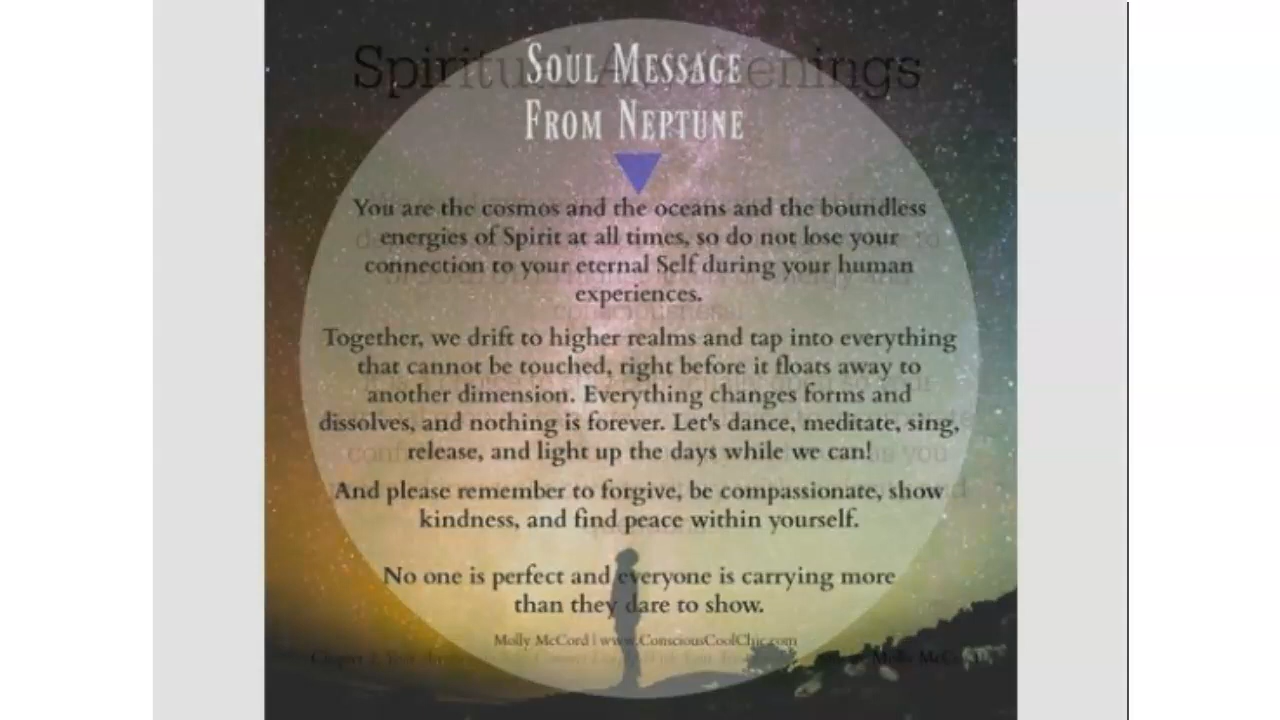 Spiritual Awakenings
SOUL MESSAGE
FROM NEPTUNE
You are the cosmos and the oceans and the boundless
energies of Spirit at all times, so do not lose your
connection to your eternal Self during your human
experiences.
Together, we drift to higher realms and tap into everything
that cannot be touched, right before it floats away to
another dimension. Everything changes forms and
dissolves, and nothing is forever. Let's dance, meditate, sing,
release, and light up the days while we can!
And please remember to forgive, be compassionate, show
kindness, and find peace within yourself.
No one is perfect and everyone is carrying more
than they dare to show.
Molly McCord | www.ConsciousCoolChic.com